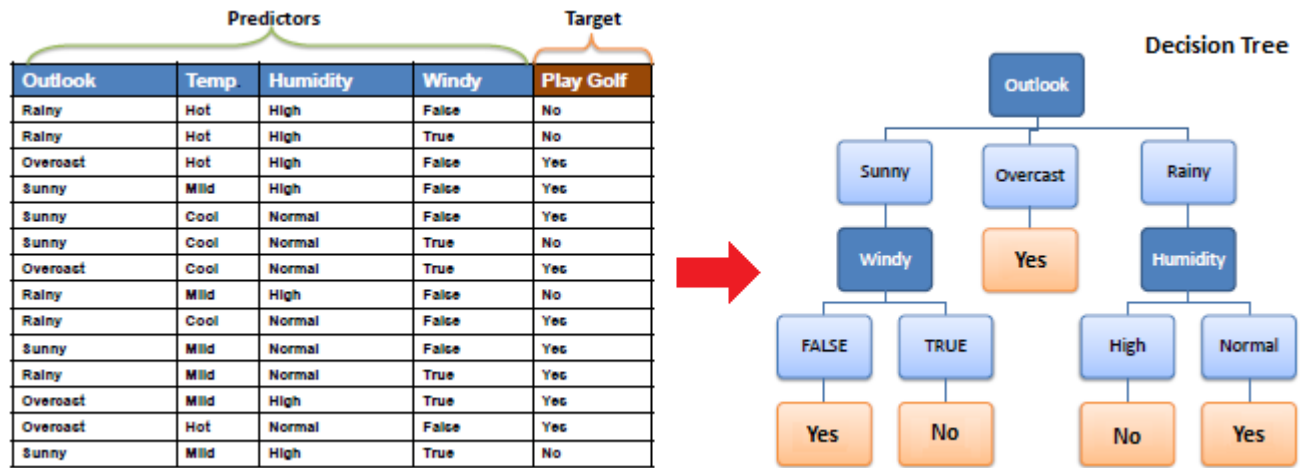 Predictors Target
Outlook Temp. Humidity Windy Play Golf
Rainy Hot High False No
Rainy Hot High True No
Overcast Hot High False Yes
Sunny Mild High False Yes
Sunny Cool Normal False Yes
Sunny Cool Normal True No
Overcast Cool Normal True Yes
Rainy Mild High False No
Rainy Cool Normal False Yes
Sunny Mild Normal False Yes
Rainy Mild Normal True Yes
Overcast Mild High True Yes
Overcast Hot Normal False Yes
Sunny Mild High True No
Decision Tree
Outlook
Sunny Overcast Rainy
Windy Yes Humidity
FALSE TRUE High Normal
Yes No No Yes